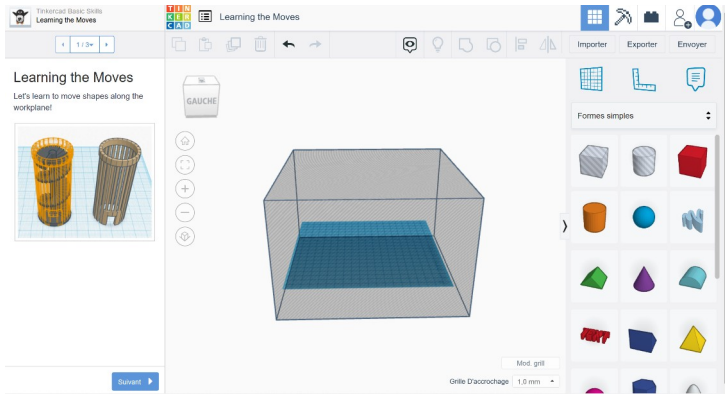 Tinkercad Basic Skills
Learning the Moves
TIN
KER
CAD
Learning the Moves
1 / 3
Importer
Exporter
Envoyer
Learning the Moves
Let's learn to move shapes along the
workplane!
GAUCHE
Formes simples
Mod. grill
Grille D'accrochage
1,0 mm
Suivant